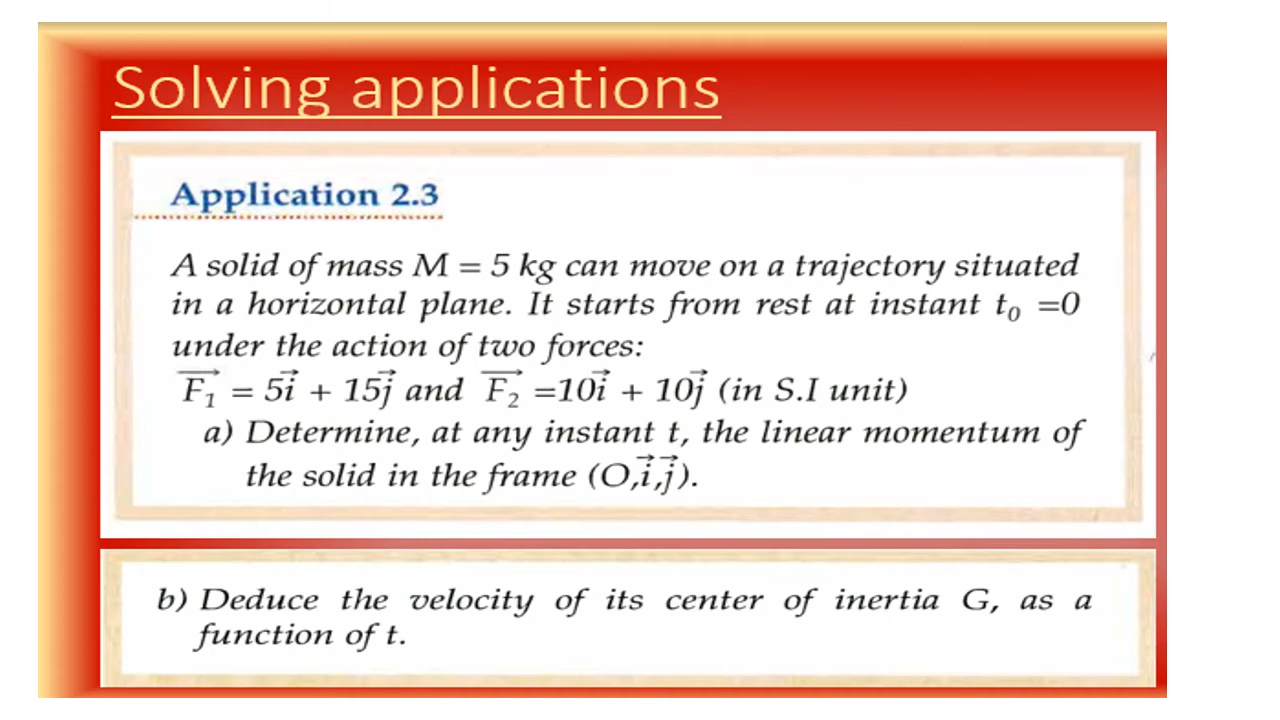 Solving applications
Application 2.3
A solid of mass M = 5 kg can move on a trajectory situated
in a horizontal plane. It starts from rest at instant t₀ =0
under the action of two forces:
F⃗₁ = 5i⃗ + 15j⃗ and F⃗₂ =10i⃗ + 10j⃗ (in S.I unit)
a) Determine, at any instant t, the linear momentum of
the solid in the frame (O,i⃗,j⃗).
b) Deduce the velocity of its center of inertia G, as a
function of t.